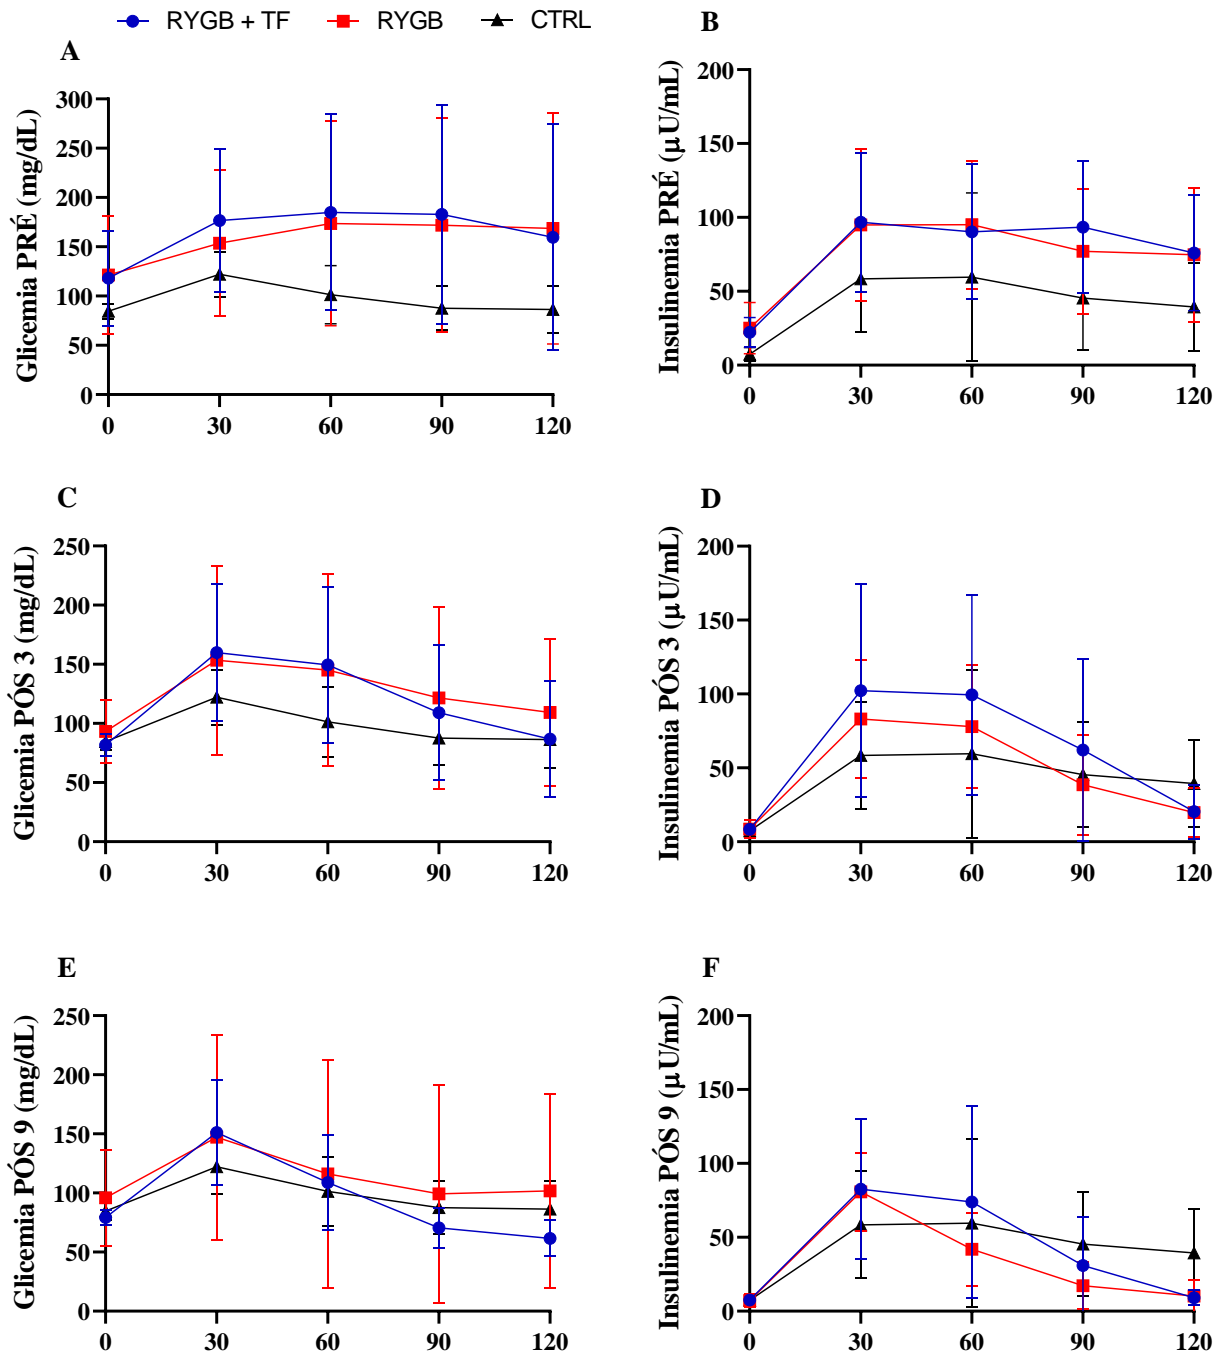 RYGB + TF RYGB CTRL
A
Glicemia PRÉ (mg/dL)
300
250
200
150
100
50
0
0 30 60 90 120
B
Insulinemia PRÉ (µU/mL)
200
150
100
50
0
0 30 60 90 120
C
Glicemia PÓS 3 (mg/dL)
250
200
150
100
50
0
0 30 60 90 120
D
Insulinemia PÓS 3 (µU/mL)
200
150
100
50
0
0 30 60 90 120
E
Glicemia PÓS 9 (mg/dL)
250
200
150
100
50
0
0 30 60 90 120
F
Insulinemia PÓS 9 (µU/mL)
200
150
100
50
0
0 30 60 90 120